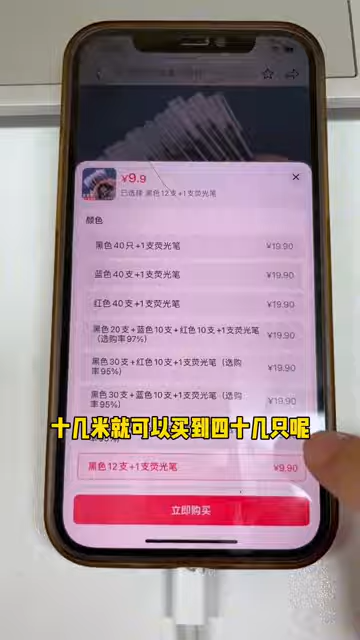 ¥9.9
已选择 黑色12支+1支荧光笔
颜色
黑色40只+1支荧光笔 ¥19.90
蓝色40支+1支荧光笔 ¥19.90
红色40支+1支荧光笔 ¥19.90
黑色20支+蓝色10支+红色10支+1支荧光笔 ¥19.90
(选购率97%)
黑色30支+红色10支+1支荧光笔(选购 ¥19.90
率95%)
黑色30支+蓝色10支+1支荧光笔(选购 ¥19.90
率95%)
十几米就可以买到四十几只呢
黑色12支+1支荧光笔 ¥9.90
立即购买